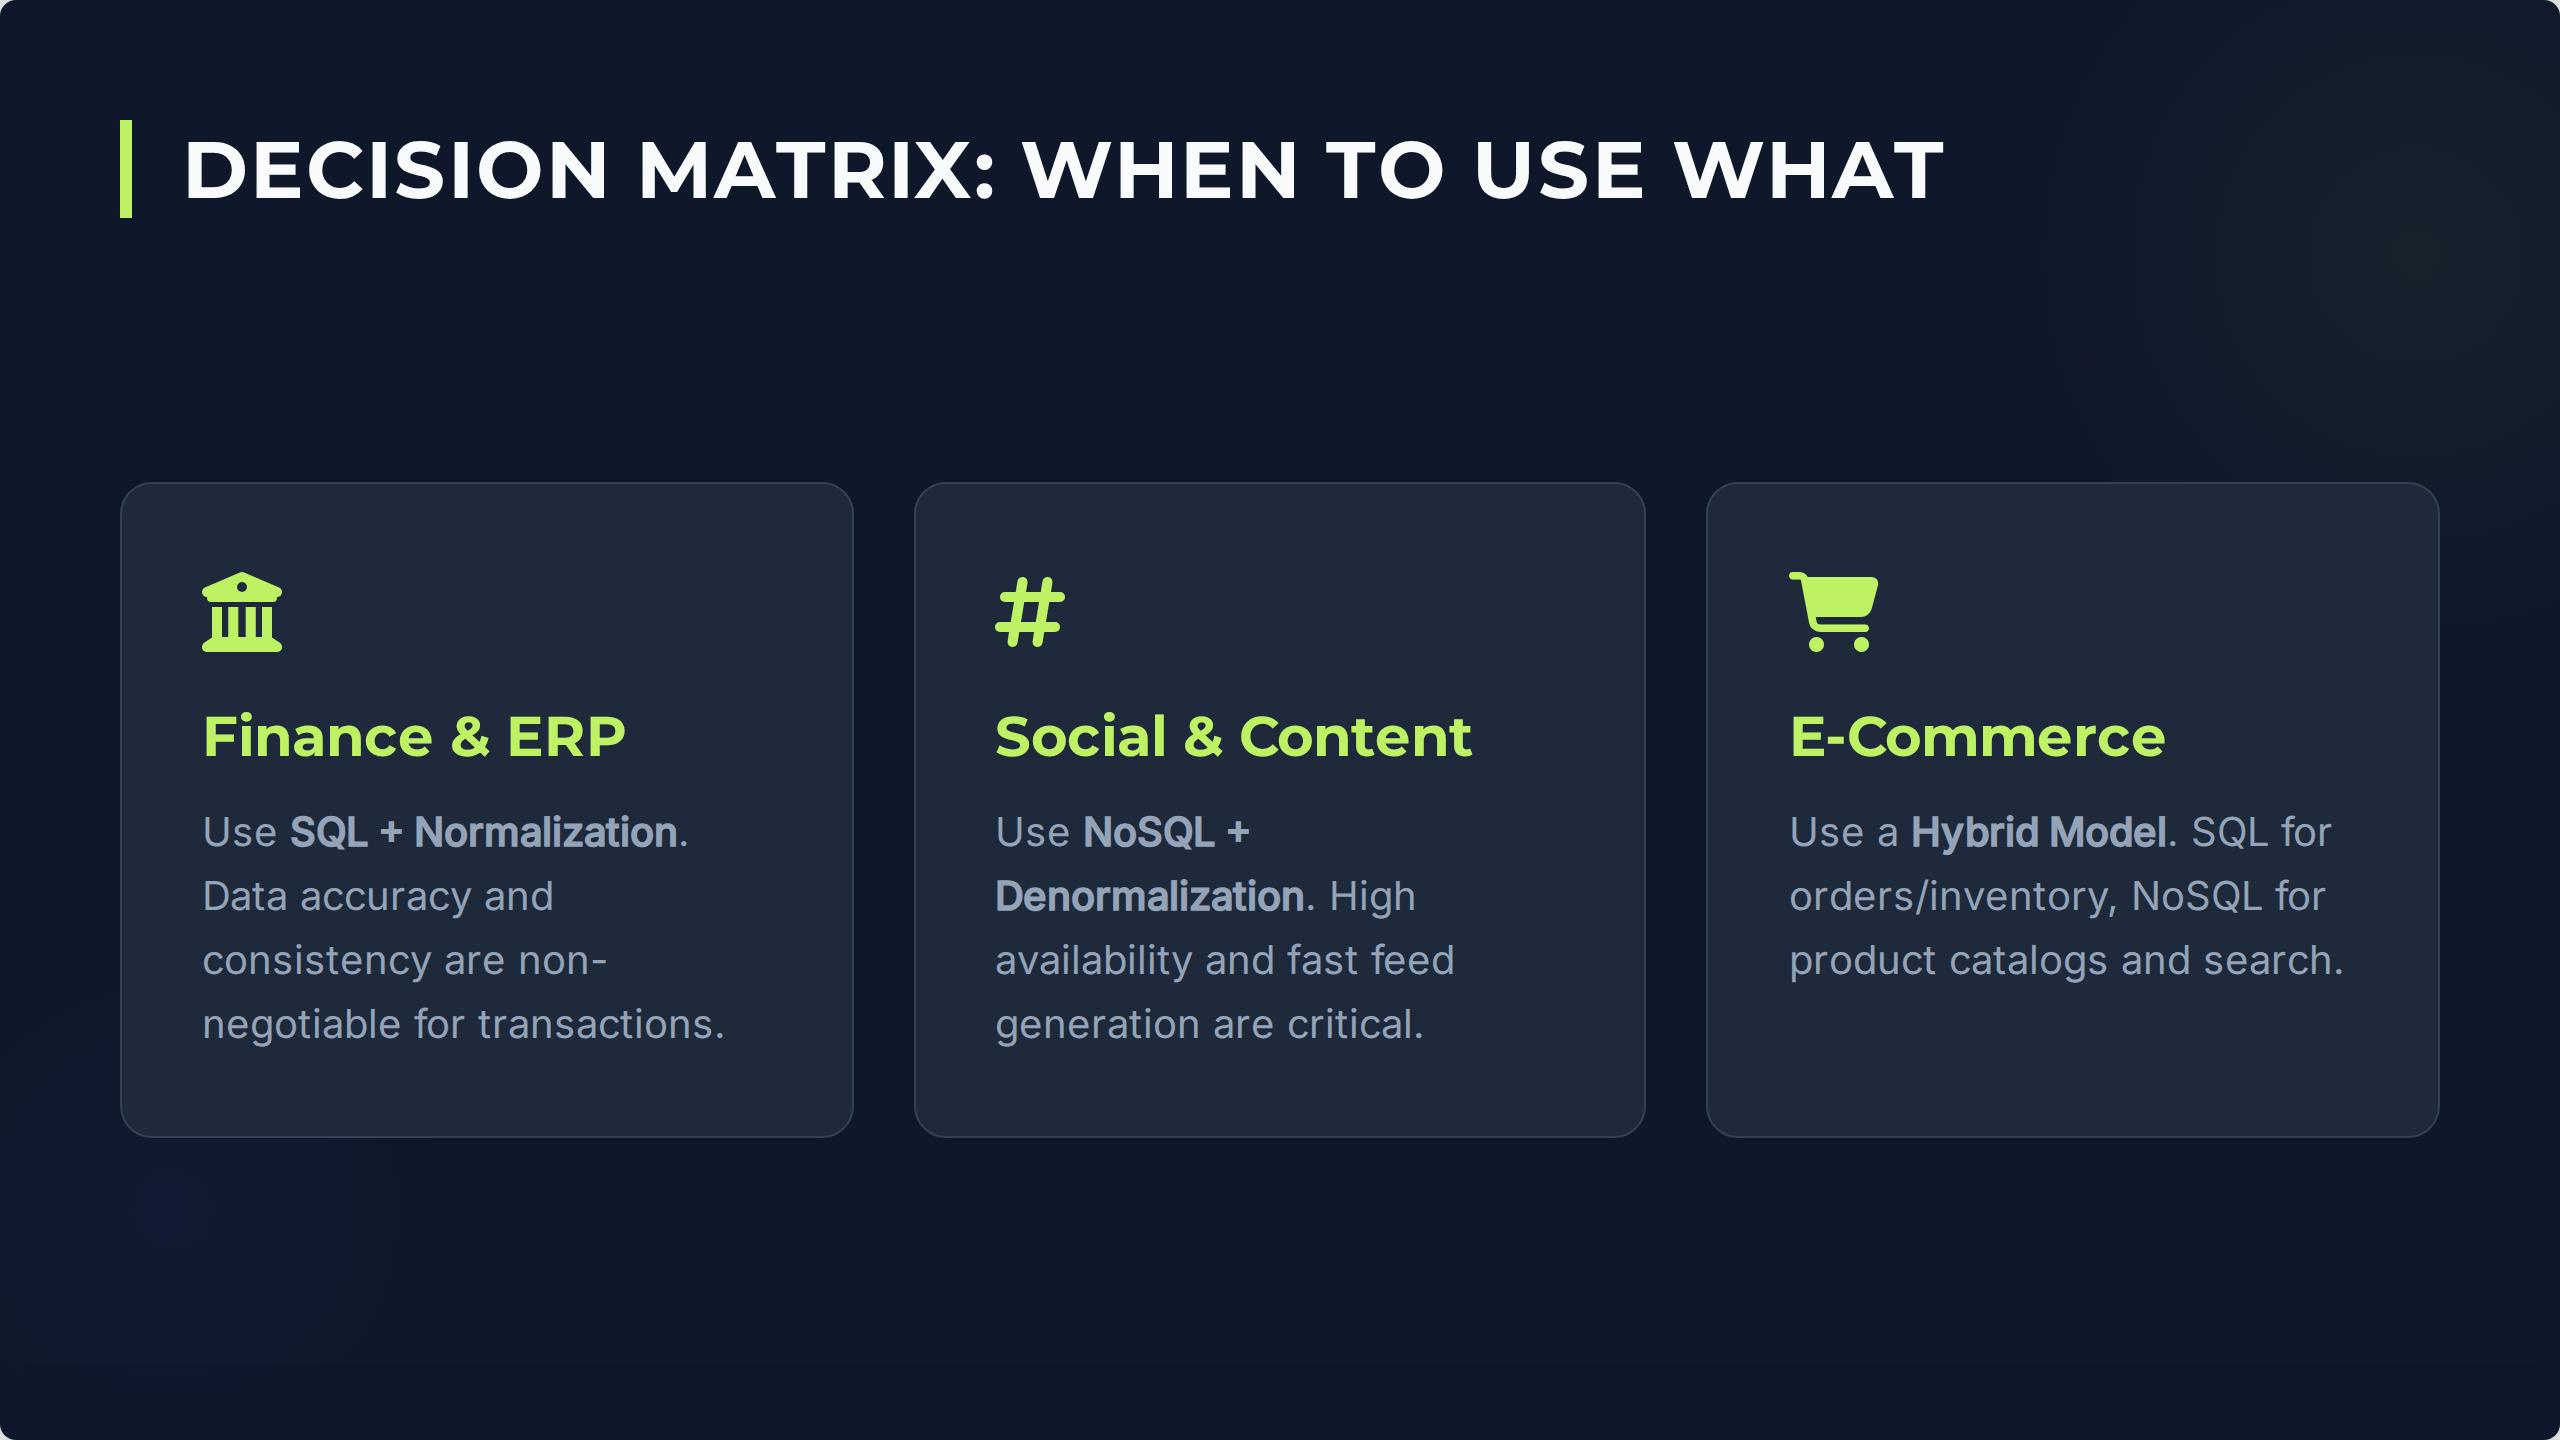 DECISION MATRIX: WHEN TO USE WHAT
Finance & ERP
Use SQL + Normalization.
Data accuracy and
consistency are non-
negotiable for transactions.
Social & Content
Use NoSQL +
Denormalization. High
availability and fast feed
generation are critical.
E-Commerce
Use a Hybrid Model. SQL for
orders/inventory, NoSQL for
product catalogs and search.